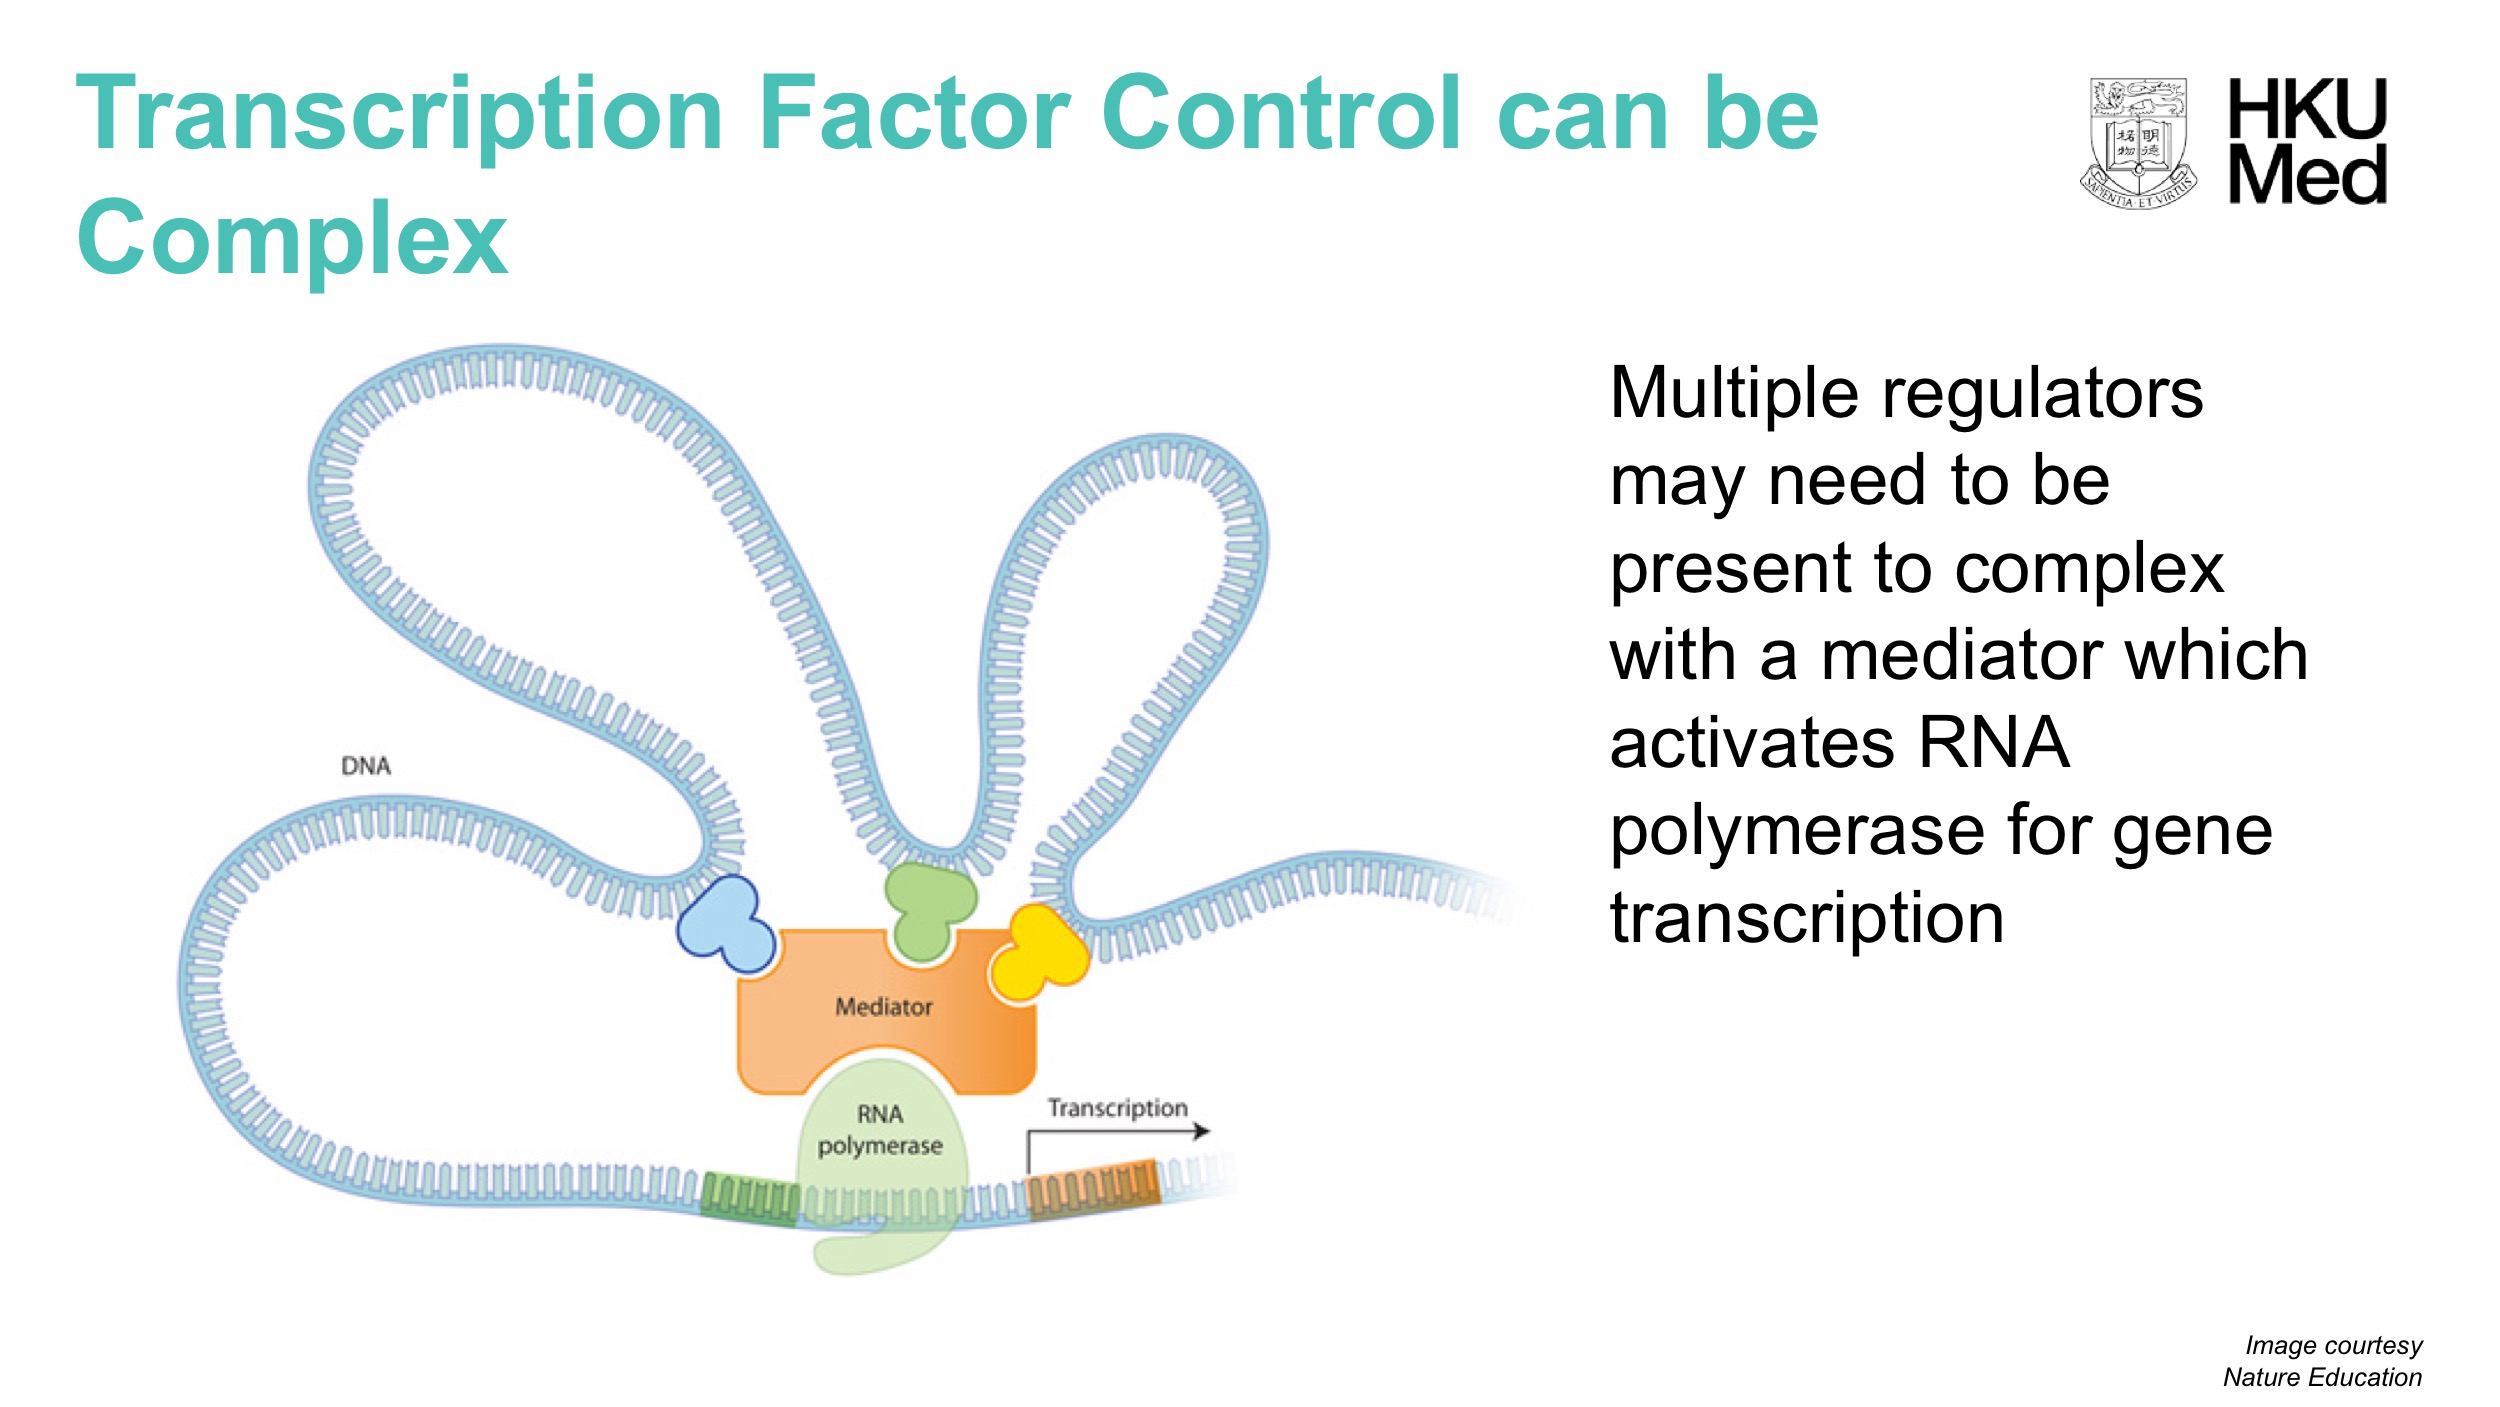 Transcription Factor Control can be
Complex
HKU
Med
明德
格物
SAPIENTIA·ET·VIRTUS
Multiple regulators
may need to be
present to complex
with a mediator which
activates RNA
polymerase for gene
transcription
DNA
Mediator
RNA
polymerase
Transcription
Image courtesy
Nature Education